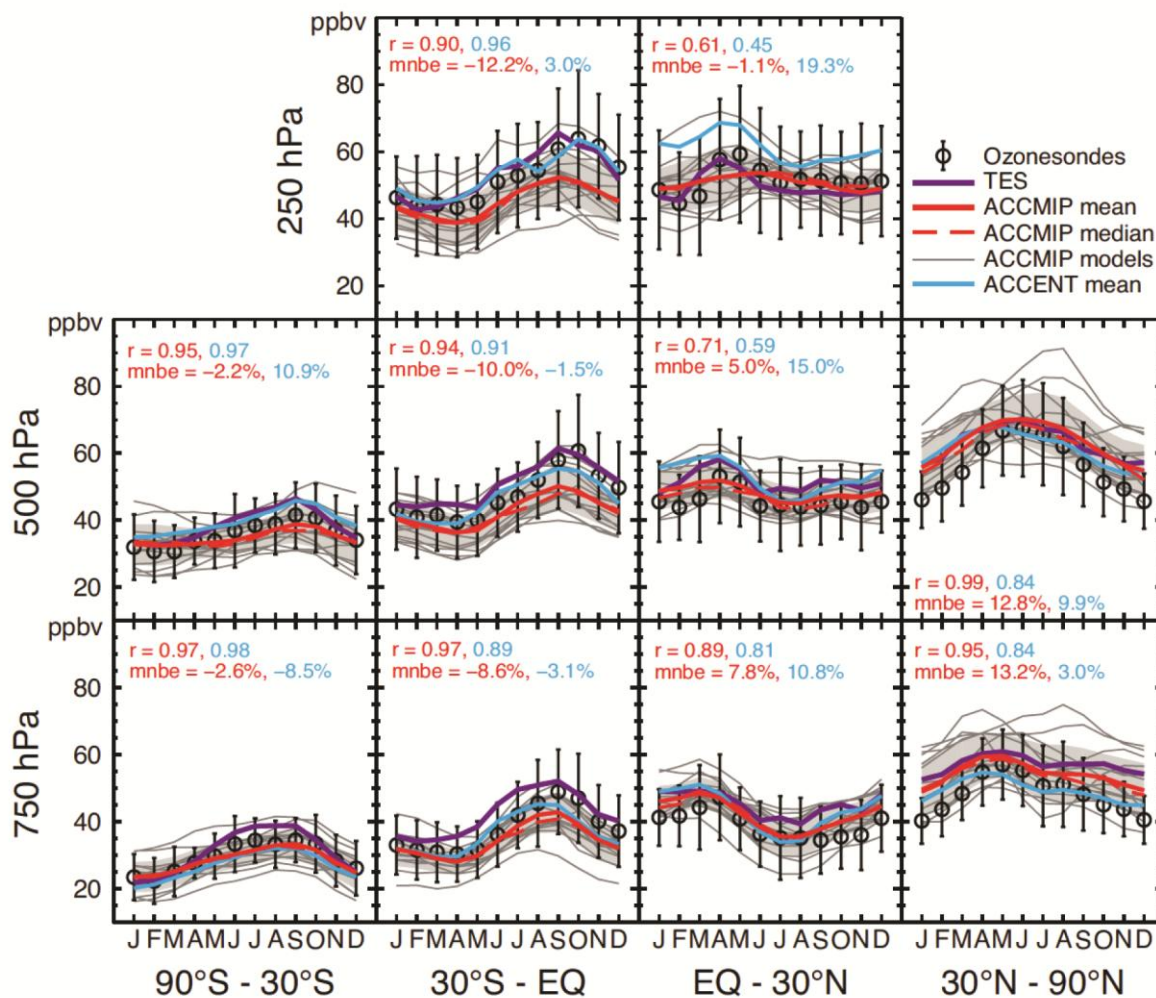 ppbv
100
80
60
40
20
250 hPa
r = 0.90, 0.96
mnbe = −12.2%, 3.0%
r = 0.61, 0.45
mnbe = −1.1%, 19.3%
Ozonesondes
TES
ACCMIP mean
ACCMIP median
ACCMIP models
ACCENT mean
ppbv
80
60
40
20
500 hPa
r = 0.95, 0.97
mnbe = −2.2%, 10.9%
r = 0.94, 0.91
mnbe = −10.0%, −1.5%
r = 0.71, 0.59
mnbe = 5.0%, 15.0%
r = 0.99, 0.84
mnbe = 12.8%, 9.9%
ppbv
80
60
40
20
750 hPa
r = 0.97, 0.98
mnbe = −2.6%, −8.5%
r = 0.97, 0.89
mnbe = −8.6%, −3.1%
r = 0.89, 0.81
mnbe = 7.8%, 10.8%
r = 0.95, 0.84
mnbe = 13.2%, 3.0%
J FMAMJ J ASOND J FMAMJ J ASOND J FMAMJ J ASOND J FMAMJ J ASOND
90°S - 30°S 30°S - EQ EQ - 30°N 30°N - 90°N